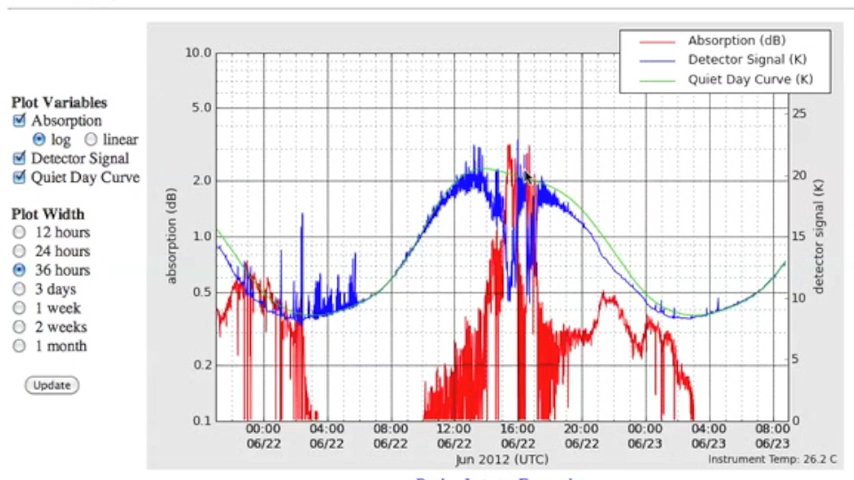 Plot Variables
Absorption
log linear
Detector Signal
Quiet Day Curve
Plot Width
12 hours
24 hours
36 hours
3 days
1 week
2 weeks
1 month
Update
Absorption (dB)
Detector Signal (K)
Quiet Day Curve (K)
absorption (dB)
10.0
5.0
2.0
1.0
0.5
0.2
0.1
25
20
15
10
5
0
detector signal (K)
00:00 04:00 08:00 12:00 16:00 20:00 00:00 04:00 08:00
06/22 06/22 06/22 06/22 06/22 06/22 06/23 06/23 06/23
Jun 2012 (UTC)
Instrument Temp: 26.2 C